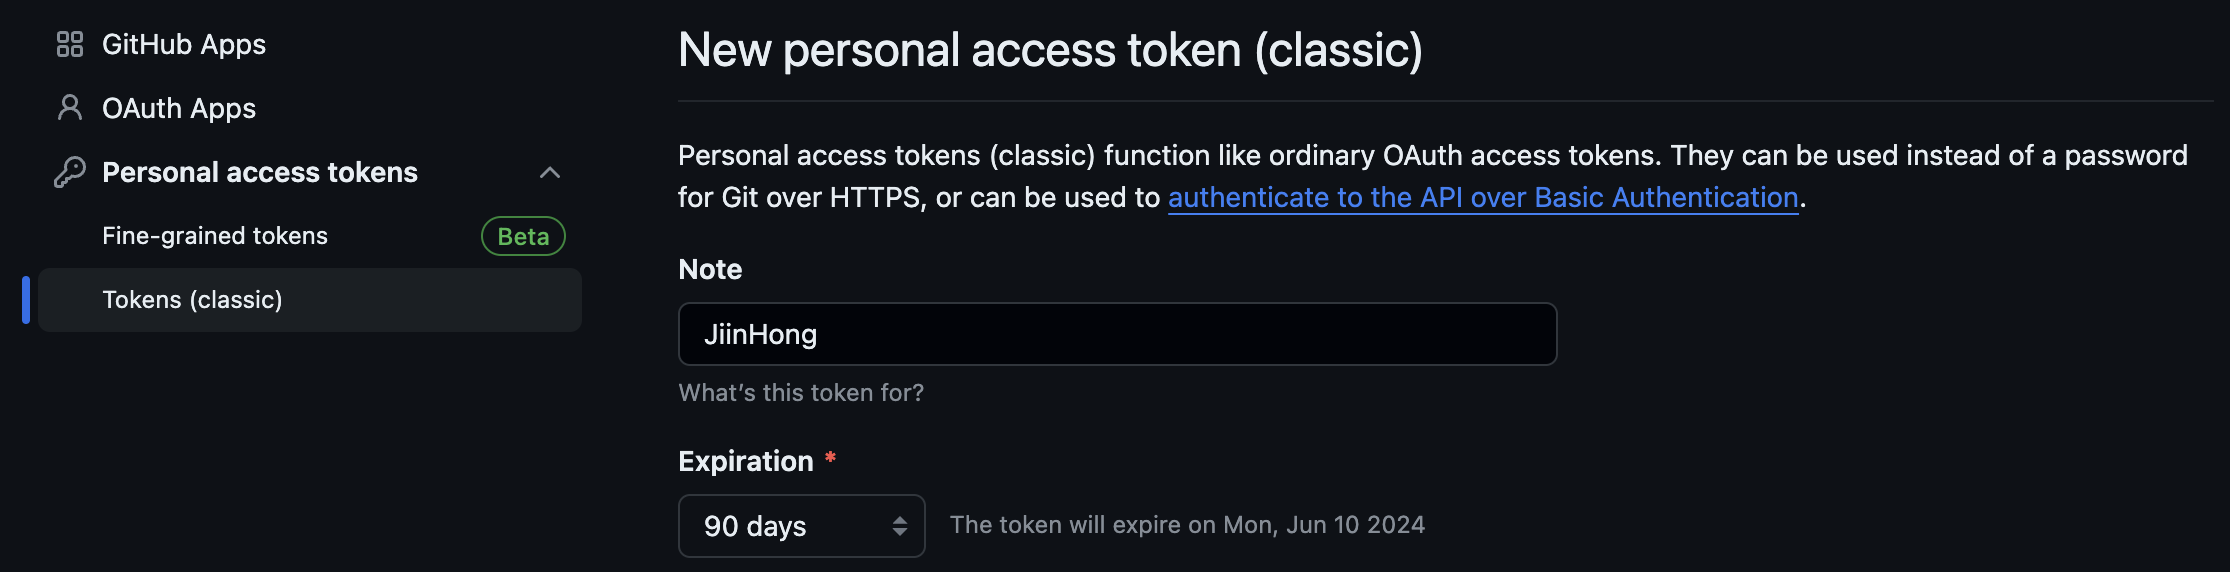 GitHub Apps
OAuth Apps
Personal access tokens
Fine-grained tokens Beta
Tokens (classic)
New personal access token (classic)
Personal access tokens (classic) function like ordinary OAuth access tokens. They can be used instead of a password
for Git over HTTPS, or can be used to authenticate to the API over Basic Authentication.
Note
JiinHong
What's this token for?
Expiration *
90 days The token will expire on Mon, Jun 10 2024